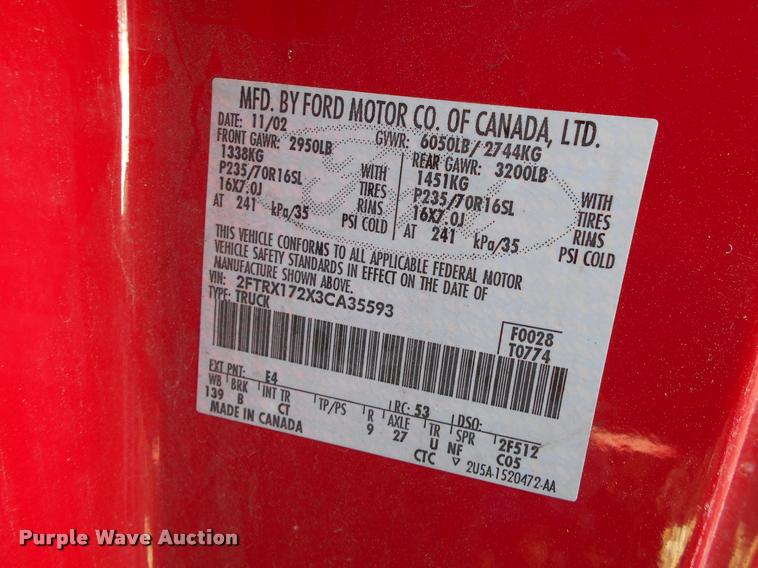 MFD. BY FORD MOTOR CO. OF CANADA, LTD.
DATE: 11/02 GVWR: 6050LB/ 2744KG
FRONT GAWR: 2950LB REAR GAWR: 3200LB
1338KG WITH 1451KG WITH
P235/70R16SL TIRES P235/70R16SL TIRES
16X7.0J RIMS 16X7.0J RIMS
AT 241 kPa/35 PSI COLD AT 241 kPa/35 PSI COLD
THIS VEHICLE CONFORMS TO ALL APPLICABLE FEDERAL MOTOR
VEHICLE SAFETY STANDARDS IN EFFECT ON THE DATE OF
MANUFACTURE SHOWN ABOVE.
VIN: 2FTRX172X3CA35593
TYPE: TRUCK
F0028
T0774
EXT PNT: E4 RC: 53 DSO:
WB BRK INT TR TP/PS R AXLE TR SPR 2F512
139 B CT 9 27 U NF C05
MADE IN CANADA CTC ▽ 2U5A-1520472-AA
Purple Wave Auction